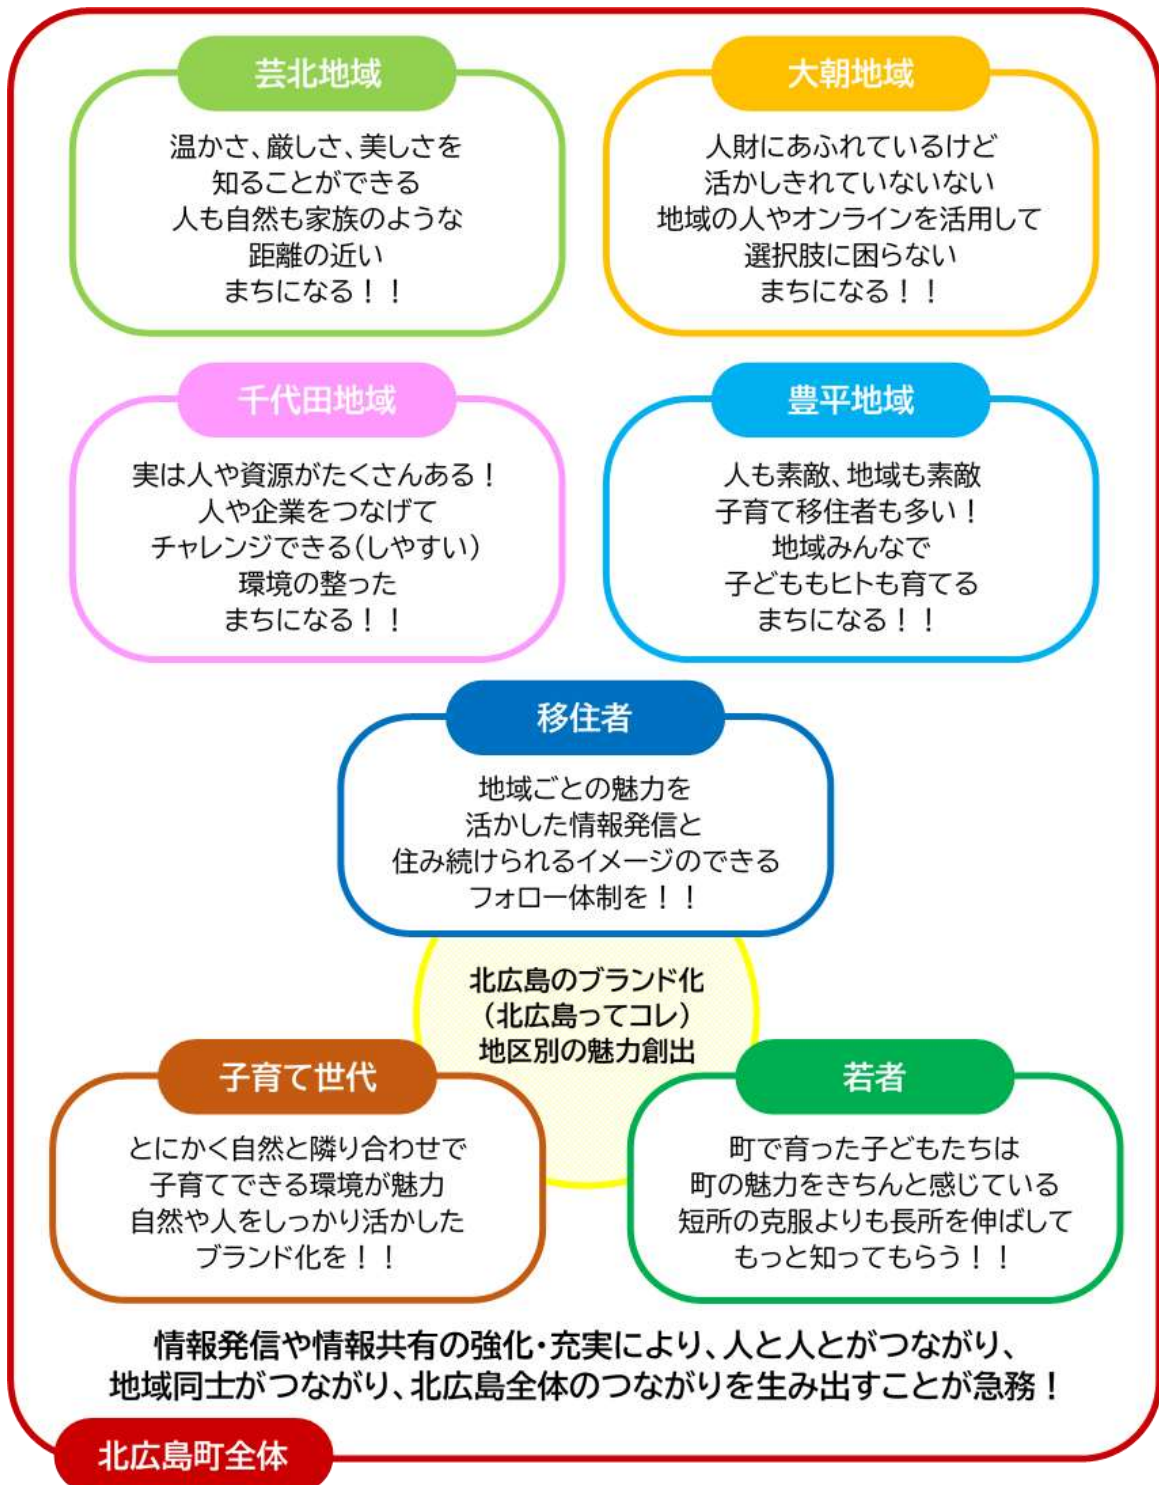 芸北地域
温かさ、厳しさ、美しさを
知ることができる
人も自然も家族のような
距離の近い
まちになる！！
大朝地域
人財にあふれているけど
活かしきれていないない
地域の人やオンラインを活用して
選択肢に困らない
まちになる！！
千代田地域
実は人や資源がたくさんある！
人や企業をつなげて
チャレンジできる(しやすい)
環境の整った
まちになる！！
豊平地域
人も素敵、地域も素敵
子育て移住者も多い！
地域みんなで
子どももヒトも育てる
まちになる！！
移住者
地域ごとの魅力を
活かした情報発信と
住み続けられるイメージのできる
フォロー体制を！！
北広島のブランド化
(北広島ってコレ)
地区別の魅力創出
子育て世代
とにかく自然と隣り合わせで
子育てできる環境が魅力
自然や人をしっかり活かした
ブランド化を！！
若者
町で育った子どもたちは
町の魅力をきちんと感じている
短所の克服よりも長所を伸ばして
もっと知ってもらう！！
情報発信や情報共有の強化・充実により、人と人とがつながり、
地域同士がつながり、北広島全体のつながりを生み出すことが急務！
北広島町全体